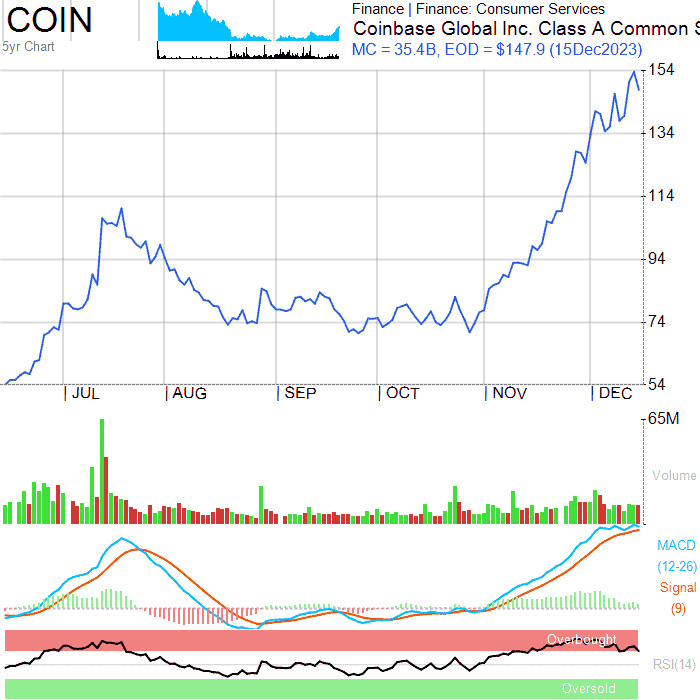 COIN
5yr Chart
Finance | Finance: Consumer Services
Coinbase Global Inc. Class A Common S
MC = 35.4B, EOD = $147.9 (15Dec2023)
154
134
114
94
74
54
JUL AUG SEP OCT NOV DEC
65M
Volume
MACD
(12-26)
Signal
(9)
Overbought
RSI(14)
Oversold